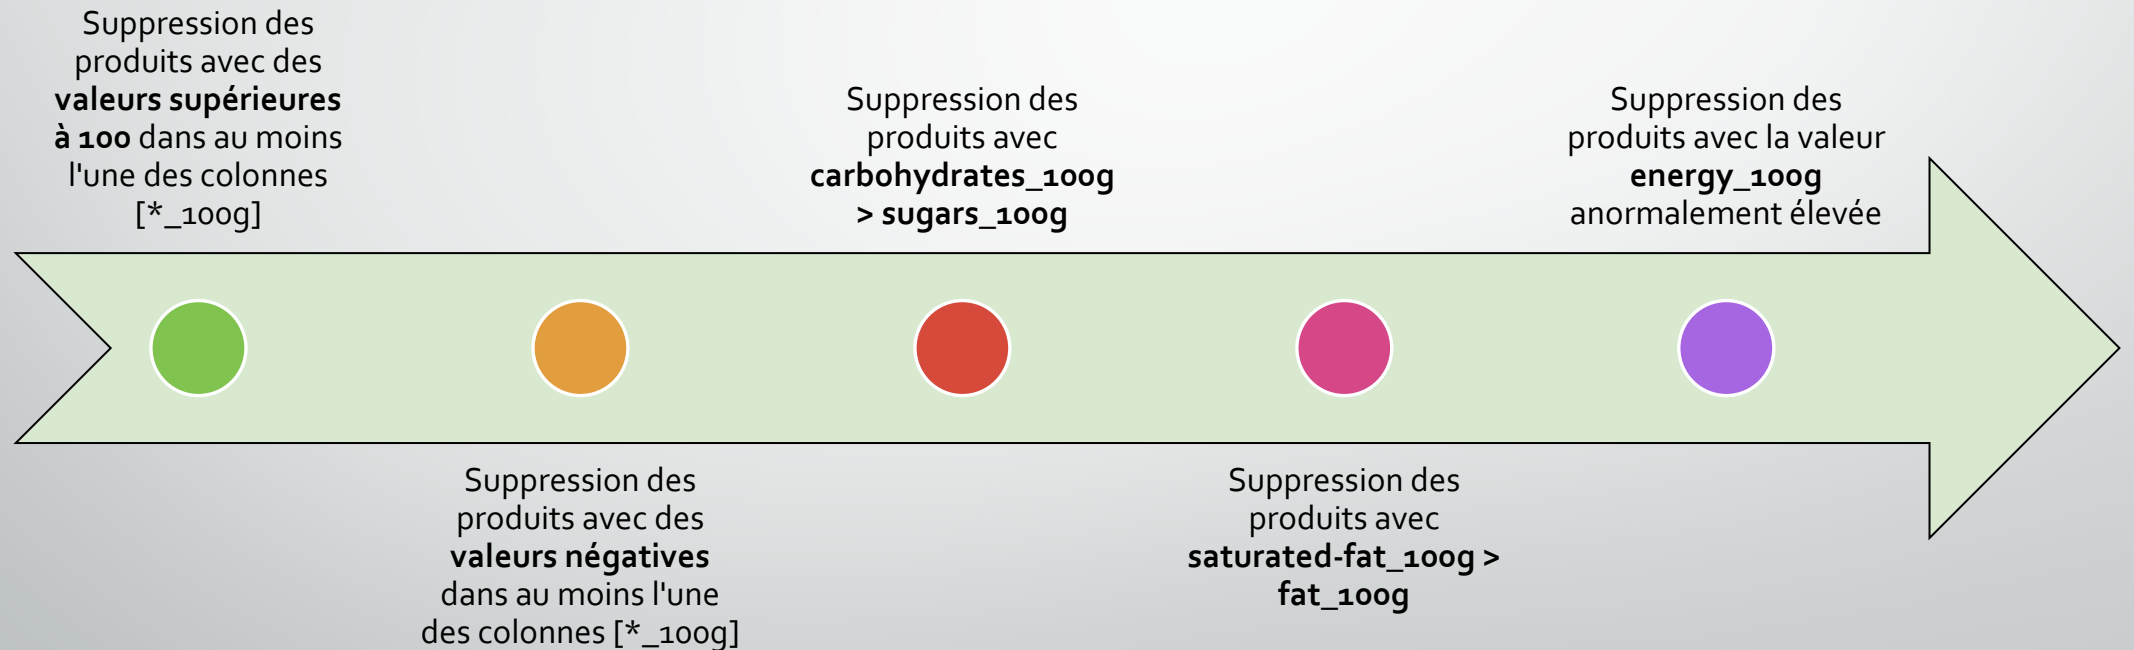 Suppression des
produits avec des
valeurs supérieures
à 100 dans au moins
l'une des colonnes
[*_100g]
Suppression des
produits avec des
valeurs négatives
dans au moins l'une
des colonnes [*_100g]
Suppression des
produits avec
carbohydrates_100g
> sugars_100g
Suppression des
produits avec
saturated-fat_100g >
fat_100g
Suppression des
produits avec la valeur
energy_100g
anormalement élevée